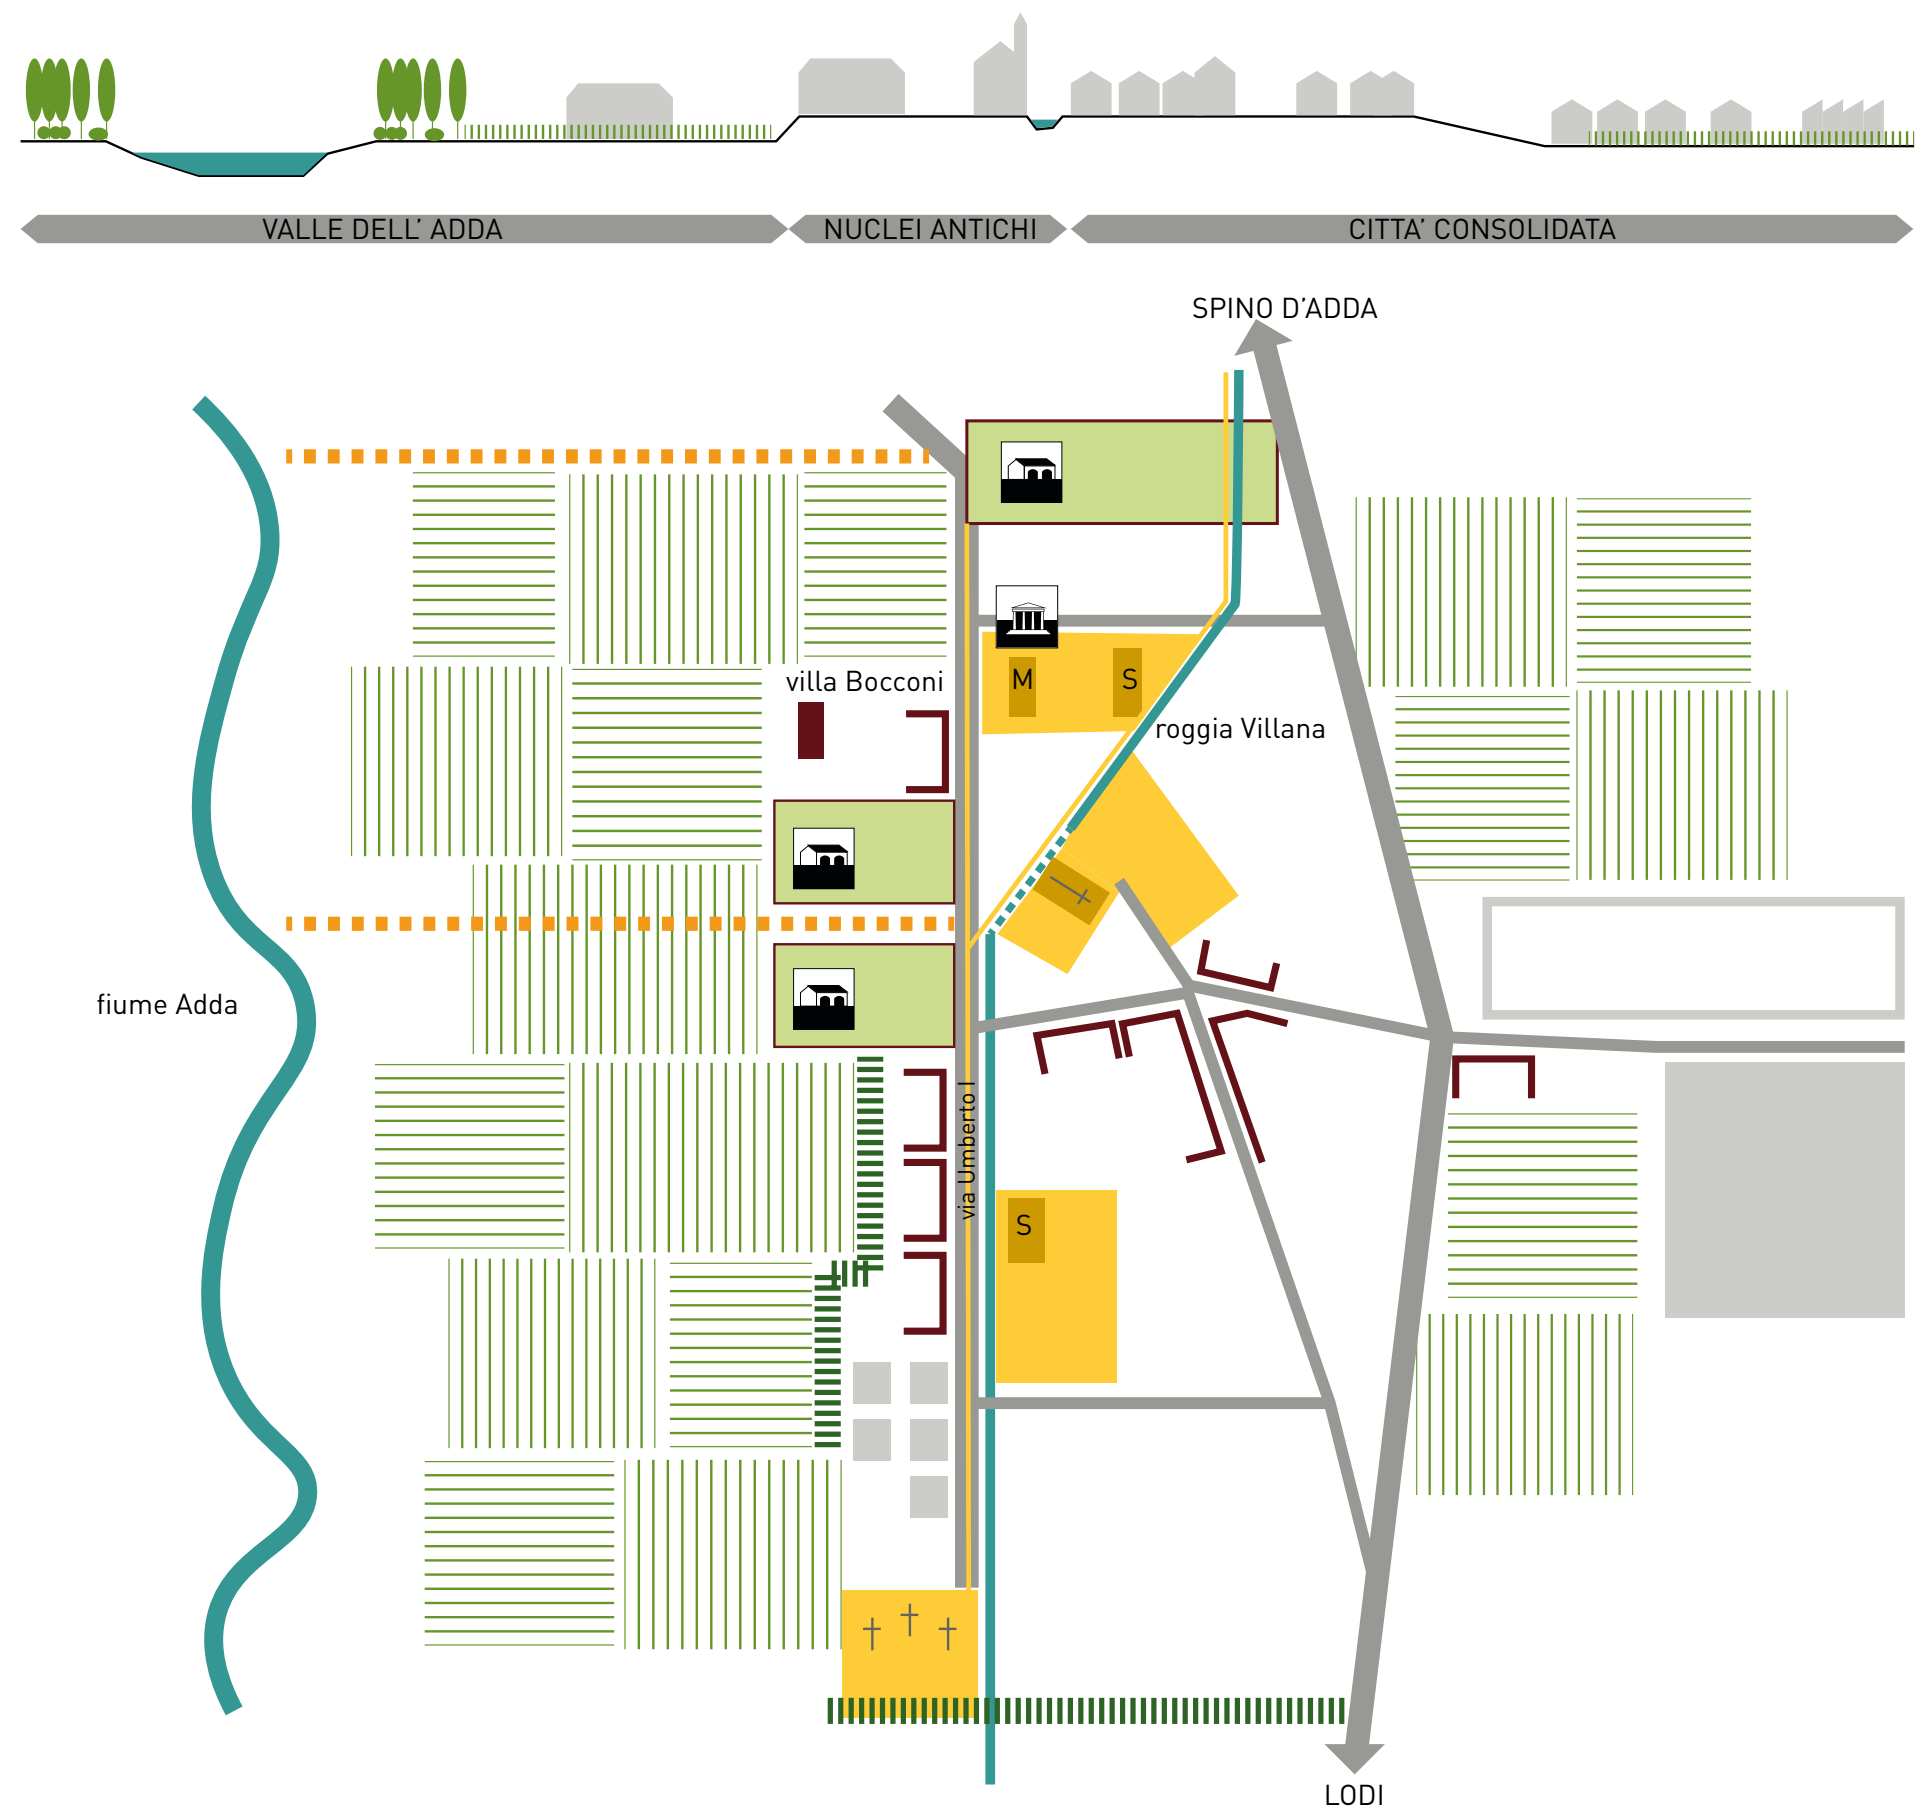 VALLE DELL’ ADDA
NUCLEI ANTICHI
CITTA’ CONSOLIDATA
SPINO D’ADDA
villa Bocconi
M
S
roggia Villana
fiume Adda
via Umberto I
S
LODI